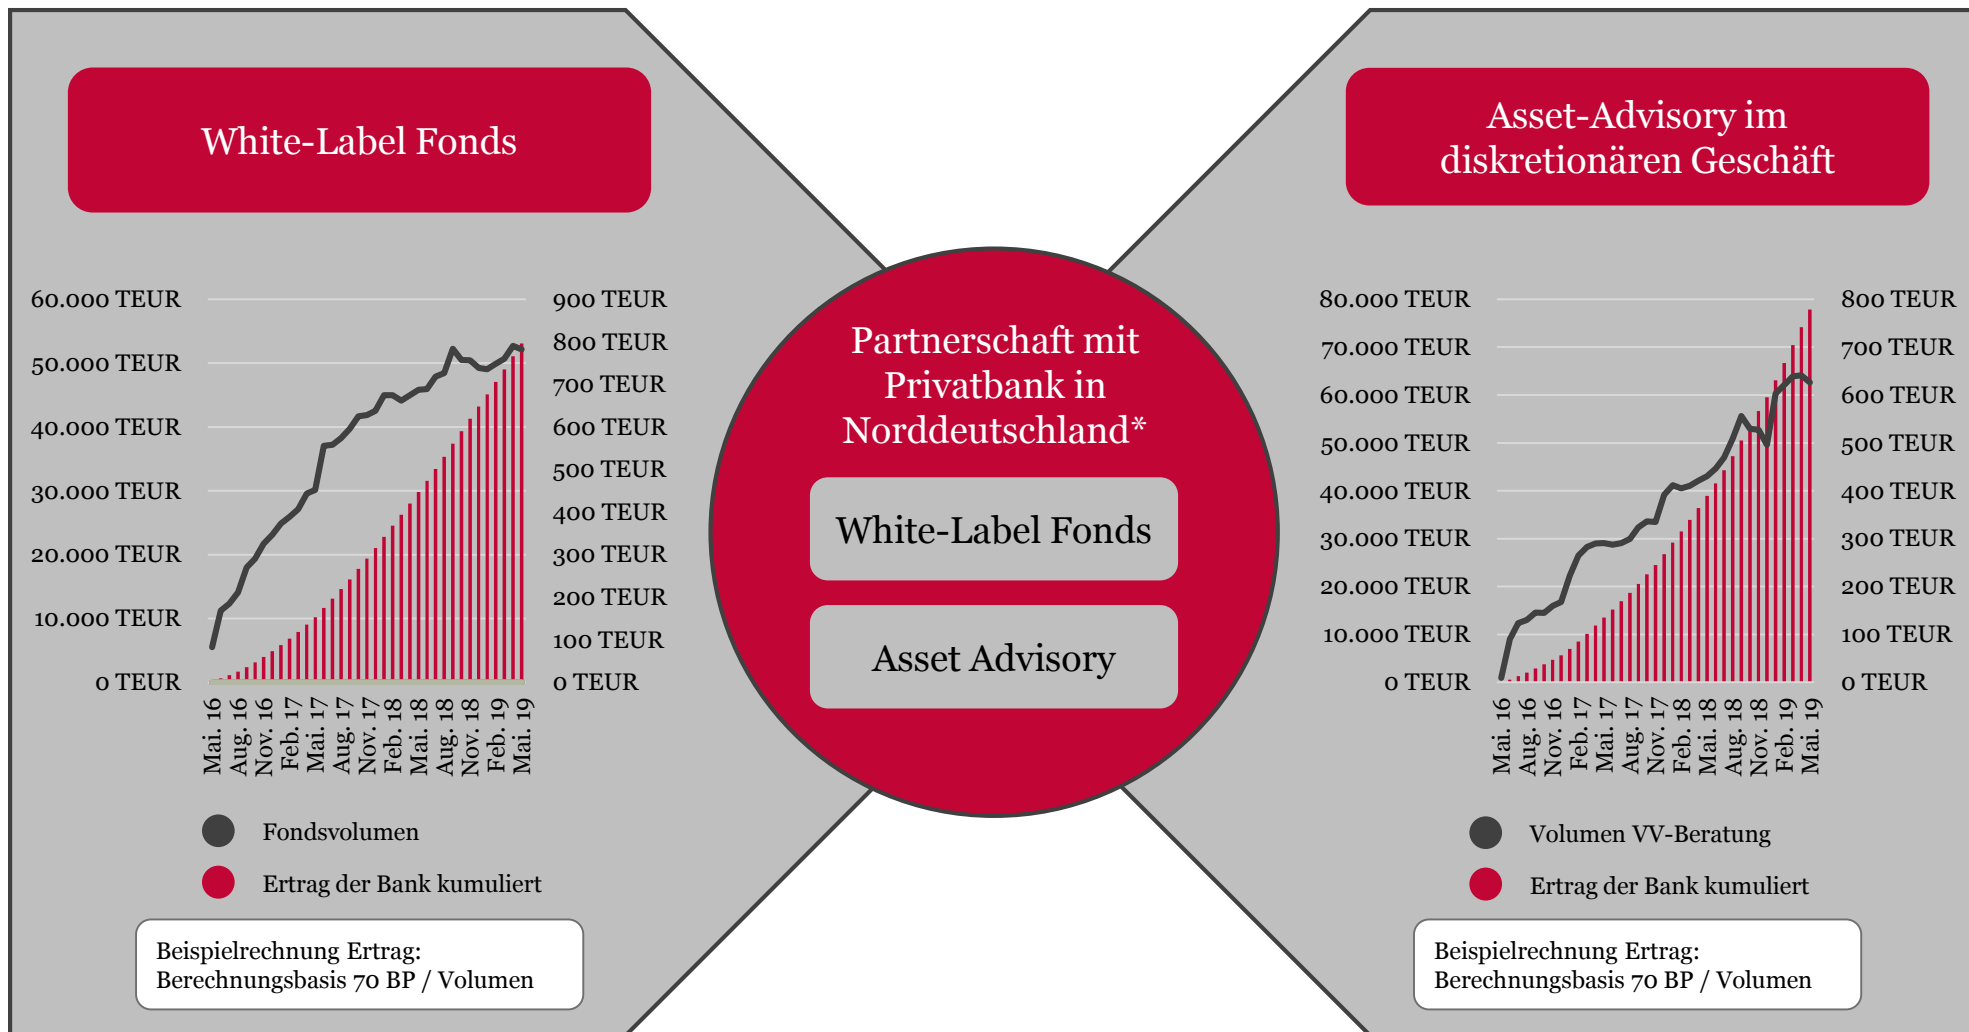 White-Label Fonds
60.000 TEUR
50.000 TEUR
40.000 TEUR
30.000 TEUR
20.000 TEUR
10.000 TEUR
0 TEUR
900 TEUR
800 TEUR
700 TEUR
600 TEUR
500 TEUR
400 TEUR
300 TEUR
200 TEUR
100 TEUR
0 TEUR
Mai. 16
Aug. 16
Nov. 16
Feb. 17
Mai. 17
Aug. 17
Nov. 17
Feb. 18
Mai. 18
Aug. 18
Nov. 18
Feb. 19
Mai. 19
Fondsvolumen
Ertrag der Bank kumuliert
Beispielrechnung Ertrag:
Berechnungsbasis 70 BP / Volumen
Partnerschaft mit
Privatbank in
Norddeutschland*
White-Label Fonds
Asset Advisory
Asset-Advisory im
diskretionären Geschäft
80.000 TEUR
70.000 TEUR
60.000 TEUR
50.000 TEUR
40.000 TEUR
30.000 TEUR
20.000 TEUR
10.000 TEUR
0 TEUR
800 TEUR
700 TEUR
600 TEUR
500 TEUR
400 TEUR
300 TEUR
200 TEUR
100 TEUR
0 TEUR
Mai. 16
Aug. 16
Nov. 16
Feb. 17
Mai. 17
Aug. 17
Nov. 17
Feb. 18
Mai. 18
Aug. 18
Nov. 18
Feb. 19
Mai. 19
Volumen VV-Beratung
Ertrag der Bank kumuliert
Beispielrechnung Ertrag:
Berechnungsbasis 70 BP / Volumen